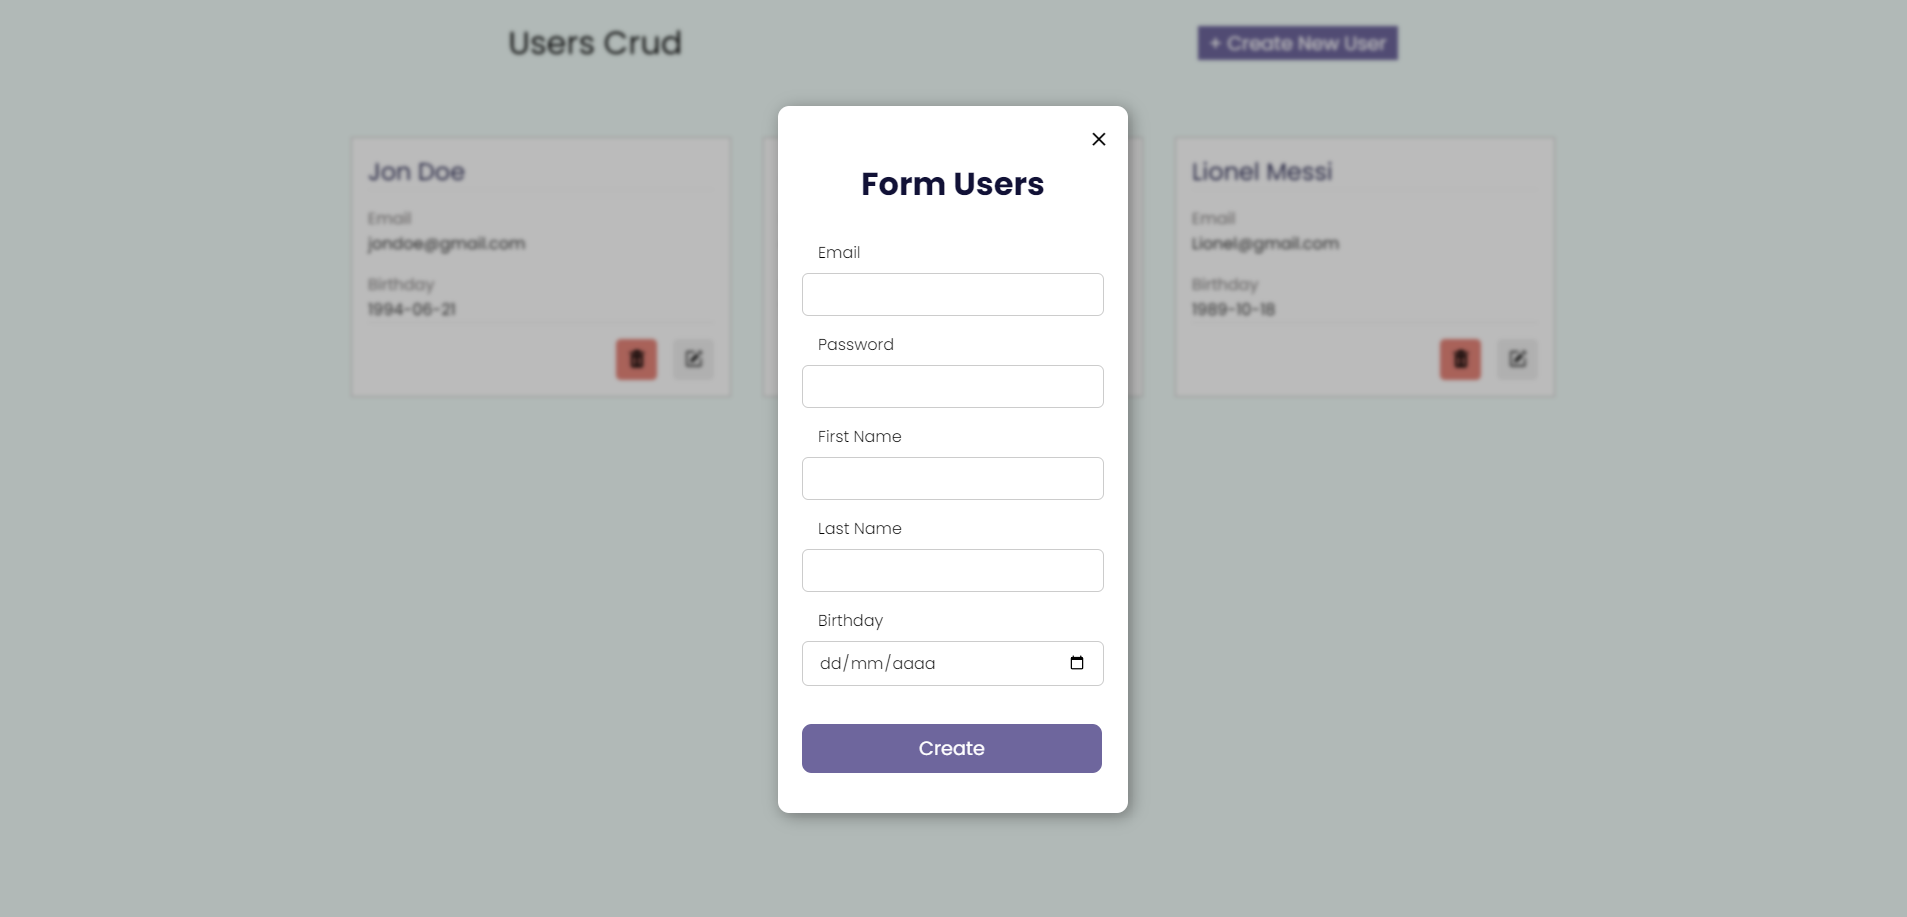 Users Crud
+ Create New User
Jon Doe
Email
jondoe@gmail.com
Birthday
1994-06-21
Form Users
Email
Password
First Name
Last Name
Birthday
dd/mm/aaaa
Create
Lionel Messi
Email
Lionel@gmail.com
Birthday
1989-10-18